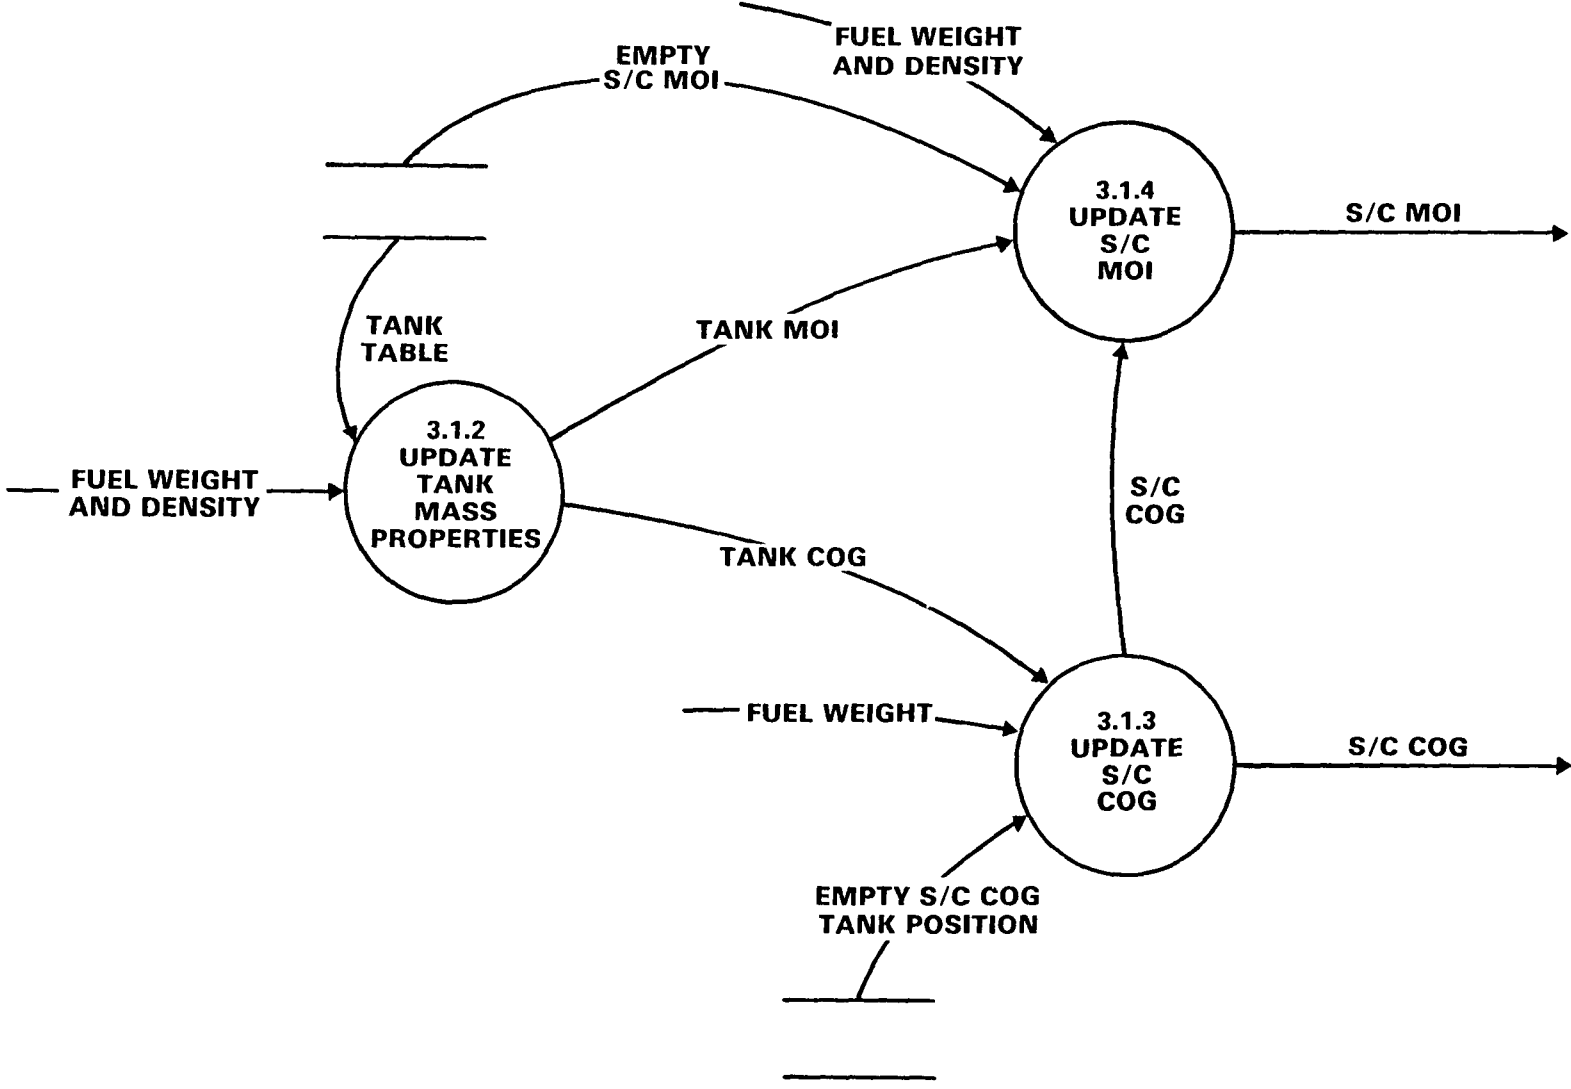 FUEL WEIGHT
AND DENSITY
EMPTY
S/C MOI
3.1.4
UPDATE
S/C
MOI
S/C MOI
TANK
TABLE
TANK MOI
3.1.2
UPDATE
TANK
MASS
PROPERTIES
FUEL WEIGHT
AND DENSITY
S/C
COG
TANK COG
FUEL WEIGHT
3.1.3
UPDATE
S/C
COG
S/C COG
EMPTY S/C COG
TANK POSITION